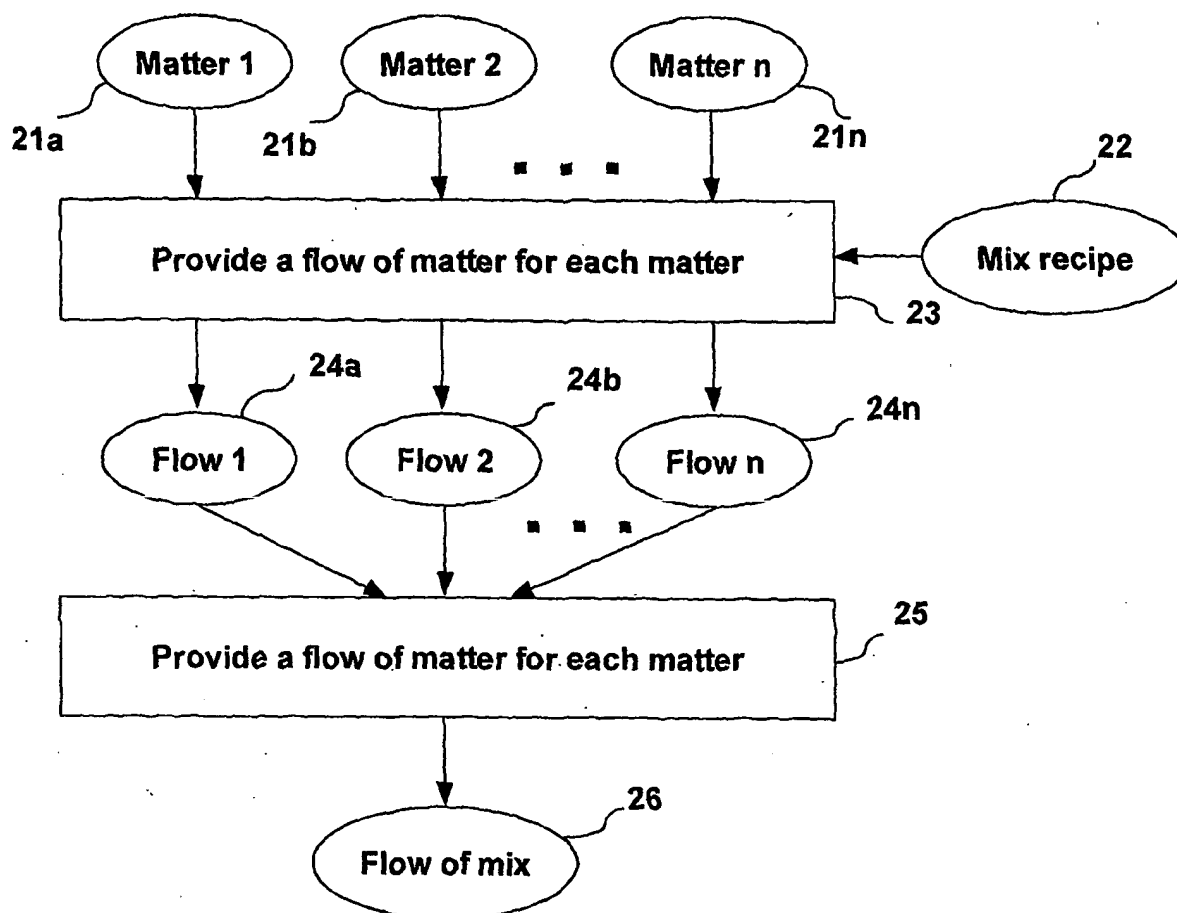 Matter 1
Matter 2
Matter n
21a
21b
21n
22
Provide a flow of matter for each matter
Mix recipe
23
24a
24b
24n
Flow 1
Flow 2
Flow n
25
Provide a flow of matter for each matter
26
Flow of mix